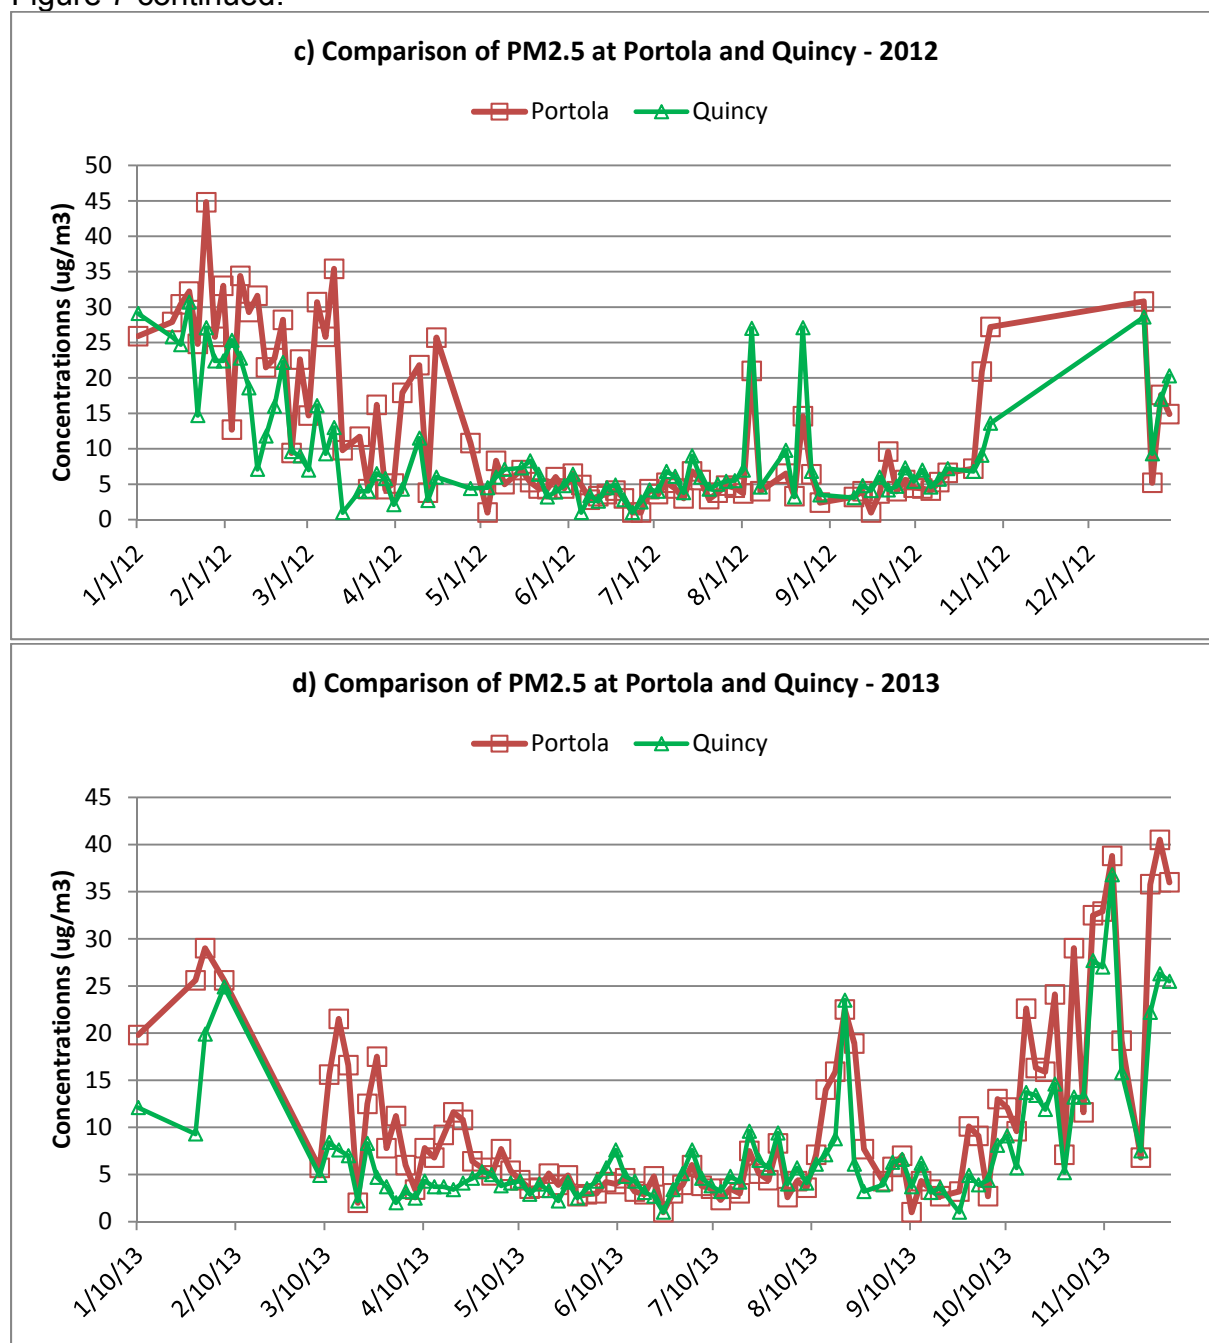 Figure 7 continued.
c) Comparison of PM2.5 at Portola and Quincy - 2012
Portola Quincy
Concentrationns (ug/m3)
50
45
40
35
30
25
20
15
10
5
0
1/1/12 2/1/12 3/1/12 4/1/12 5/1/12 6/1/12 7/1/12 8/1/12 9/1/12 10/1/12 11/1/12 12/1/12
d) Comparison of PM2.5 at Portola and Quincy - 2013
Portola Quincy
Concentrationns (ug/m3)
45
40
35
30
25
20
15
10
5
0
1/10/13 2/10/13 3/10/13 4/10/13 5/10/13 6/10/13 7/10/13 8/10/13 9/10/13 10/10/13 11/10/13